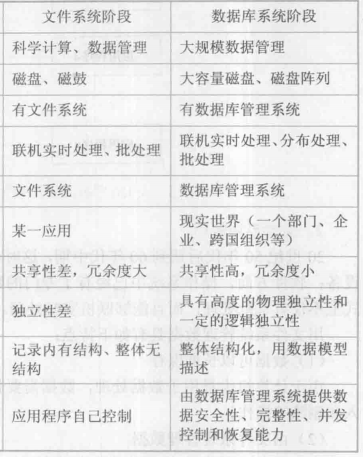 文件系统阶段 数据库系统阶段
科学计算、数据管理 大规模数据管理
磁盘、磁鼓 大容量磁盘、磁盘阵列
有文件系统 有数据库管理系统
联机实时处理、批处理 联机实时处理、分布处理、
批处理
文件系统 数据库管理系统
某一应用 现实世界（一个部门、企
业、跨国组织等）
共享性差，冗余度大 共享性高，冗余度小
独立性差 具有高度的物理独立性和
一定的逻辑独立性
记录内有结构、整体无
结构
整体结构化，用数据模型
描述
应用程序自己控制 由数据库管理系统提供数
据安全性、完整性、并发
控制和恢复能力